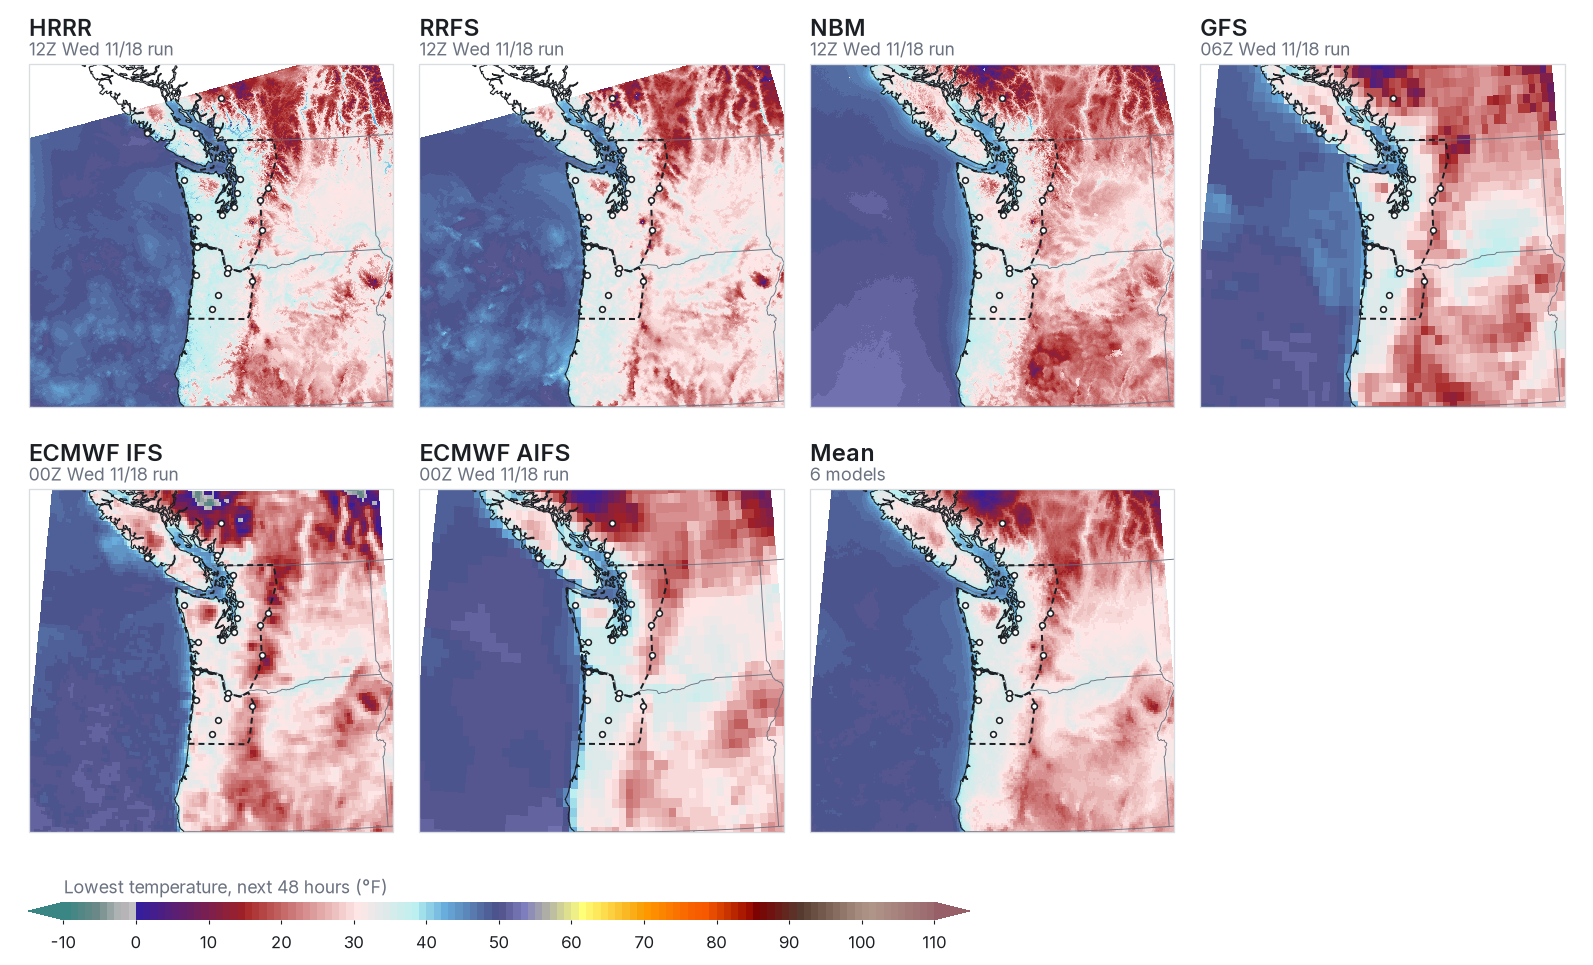 HRRR
12Z Wed 11/18 run
RRFS
12Z Wed 11/18 run
NBM
12Z Wed 11/18 run
GFS
06Z Wed 11/18 run
ECMWF IFS
00Z Wed 11/18 run
ECMWF AIFS
00Z Wed 11/18 run
Mean
6 models
Lowest temperature, next 48 hours (°F)
-10 0 10 20 30 40 50 60 70 80 90 100 110